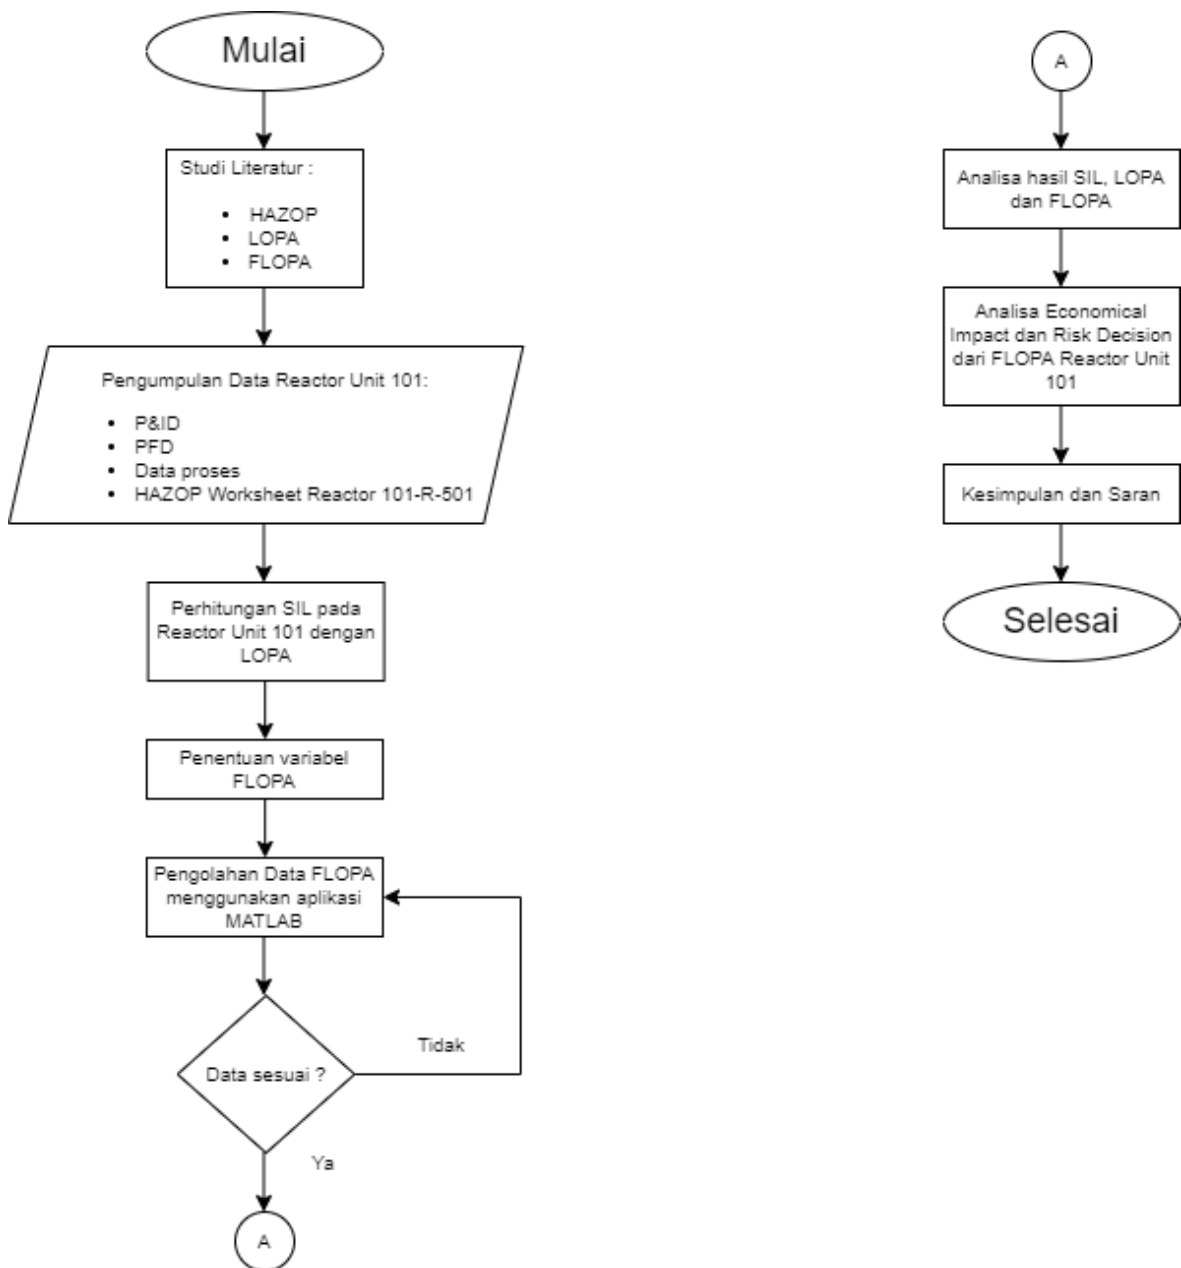 Mulai
Studi Literatur :
• HAZOP
• LOPA
• FLOPA
Pengumpulan Data Reactor Unit 101:
• P&ID
• PFD
• Data proses
• HAZOP Worksheet Reactor 101-R-501
Perhitungan SIL pada
Reactor Unit 101 dengan
LOPA
Penentuan variabel
FLOPA
Pengolahan Data FLOPA
menggunakan aplikasi
MATLAB
Data sesuai ?
Tidak
Ya
A
A
Analisa hasil SIL, LOPA
dan FLOPA
Analisa Economical
Impact dan Risk Decision
dari FLOPA Reactor Unit
101
Kesimpulan dan Saran
Selesai